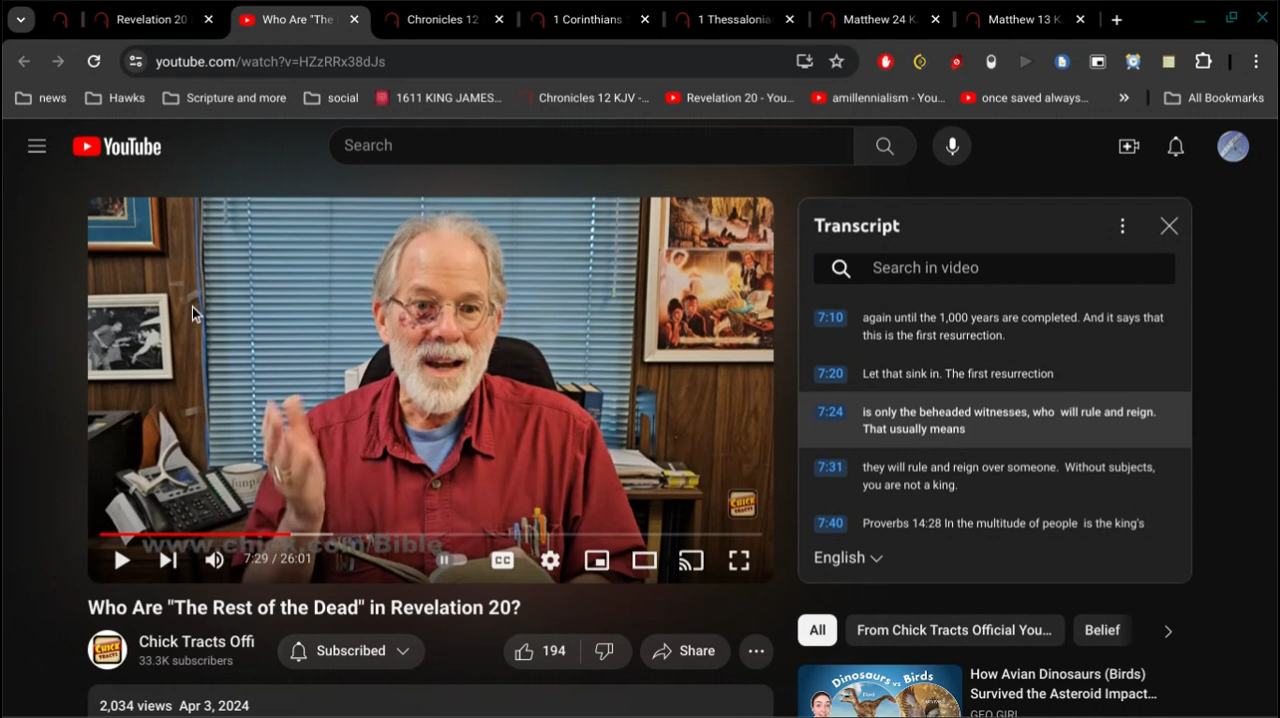 Revelation 20
Who Are "The
Chronicles 12
1 Corinthians
1 Thessalonia
Matthew 24 K
Matthew 13 K
youtube.com/watch?v=HZzRRx38dJs
news
Hawks
Scripture and more
social
1611 KING JAMES...
Chronicles 12 KJV -...
Revelation 20 - You...
amillennialism - You...
once saved always...
All Bookmarks
YouTube
Search
Transcript
Search in video
7:10 again until the 1,000 years are completed. And it says that
this is the first resurrection.
7:20 Let that sink in. The first resurrection
7:24 is only the beheaded witnesses, who will rule and reign.
That usually means
7:31 they will rule and reign over someone. Without subjects,
you are not a king.
7:40 Proverbs 14:28 In the multitude of people is the king's
English
CHICK
TRACTS
7:29 / 26:01
CC
Who Are "The Rest of the Dead" in Revelation 20?
Chick Tracts Offi
33.3K subscribers
Subscribed
194
Share
2,034 views Apr 3, 2024
All
From Chick Tracts Official You...
Belief
Dinosaurs vs Birds
How Avian Dinosaurs (Birds)
Survived the Asteroid Impact...
GEO GIRL